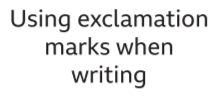 Using exclamation
marks when
writing